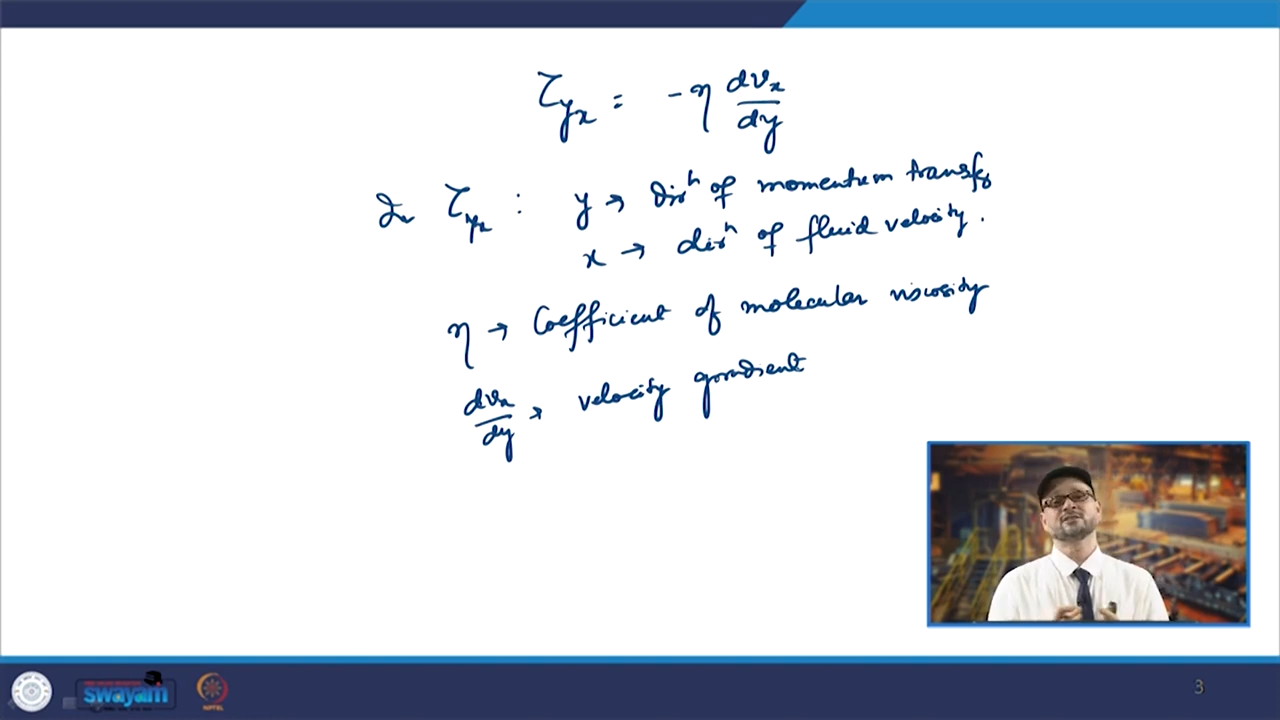 τyx = -η dvx/dy
In τyx : y → dirⁿ of momentum transfer
x → dirⁿ of fluid velocity.
η → Coefficient of molecular viscosity
dvx/dy → velocity gradient
3
swayam